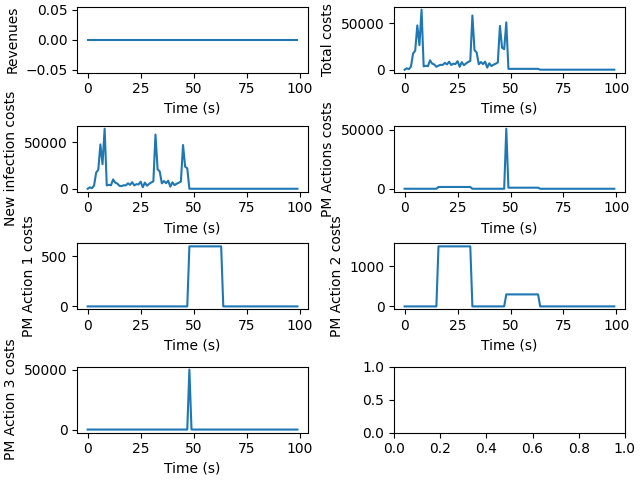 Revenues
0.05
0.00
−0.05
0 25 50 75 100
Time (s)
Total costs
50000
0
0 25 50 75 100
Time (s)
New infection costs
50000
0
0 25 50 75 100
Time (s)
PM Actions costs
50000
0
0 25 50 75 100
Time (s)
PM Action 1 costs
500
0
0 25 50 75 100
Time (s)
PM Action 2 costs
1000
0
0 25 50 75 100
Time (s)
PM Action 3 costs
50000
0
0 25 50 75 100
Time (s)
1.0
0.5
0.0
0.0 0.2 0.4 0.6 0.8 1.0